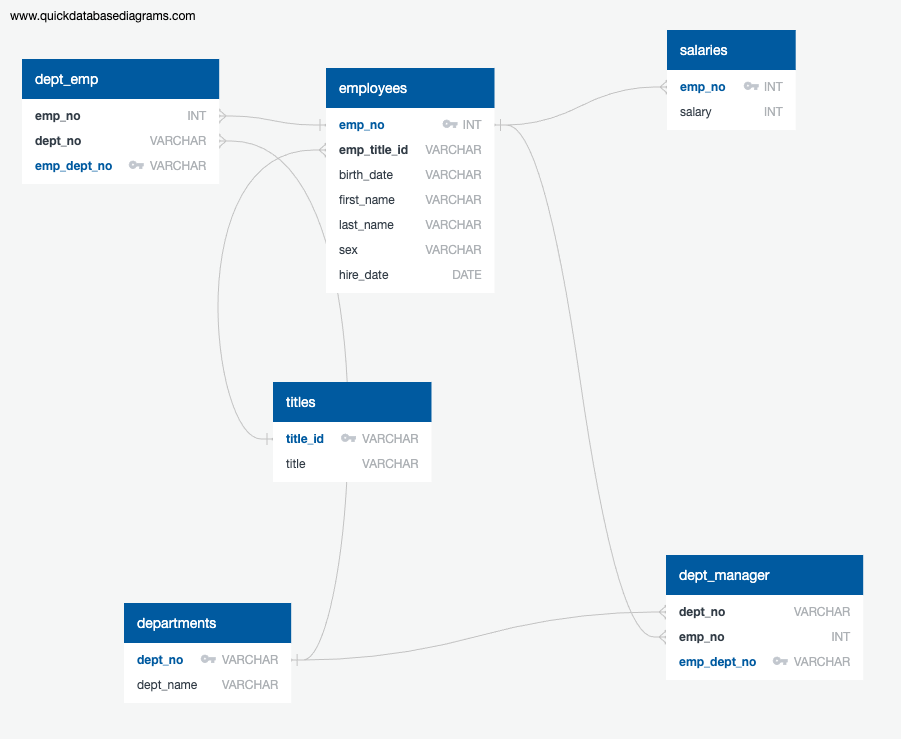 www.quickdatabasediagrams.com
dept_emp
emp_no INT
dept_no VARCHAR
emp_dept_no VARCHAR
employees
emp_no INT
emp_title_id VARCHAR
birth_date VARCHAR
first_name VARCHAR
last_name VARCHAR
sex VARCHAR
hire_date DATE
salaries
emp_no INT
salary INT
titles
title_id VARCHAR
title VARCHAR
departments
dept_no VARCHAR
dept_name VARCHAR
dept_manager
dept_no VARCHAR
emp_no INT
emp_dept_no VARCHAR